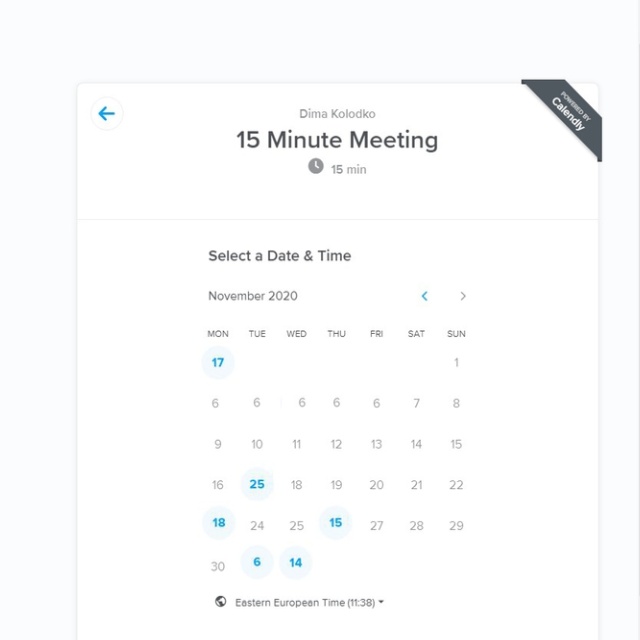 POWERED BY
Calendly
Dima Kolodko
15 Minute Meeting
15 min
Select a Date & Time
November 2020
MON TUE WED THU FRI SAT SUN
17 1
6 6 6 6 6 7 8
9 10 11 12 13 14 15
16 25 18 19 20 21 22
18 24 25 15 27 28 29
30 6 14
Eastern European Time (11:38)